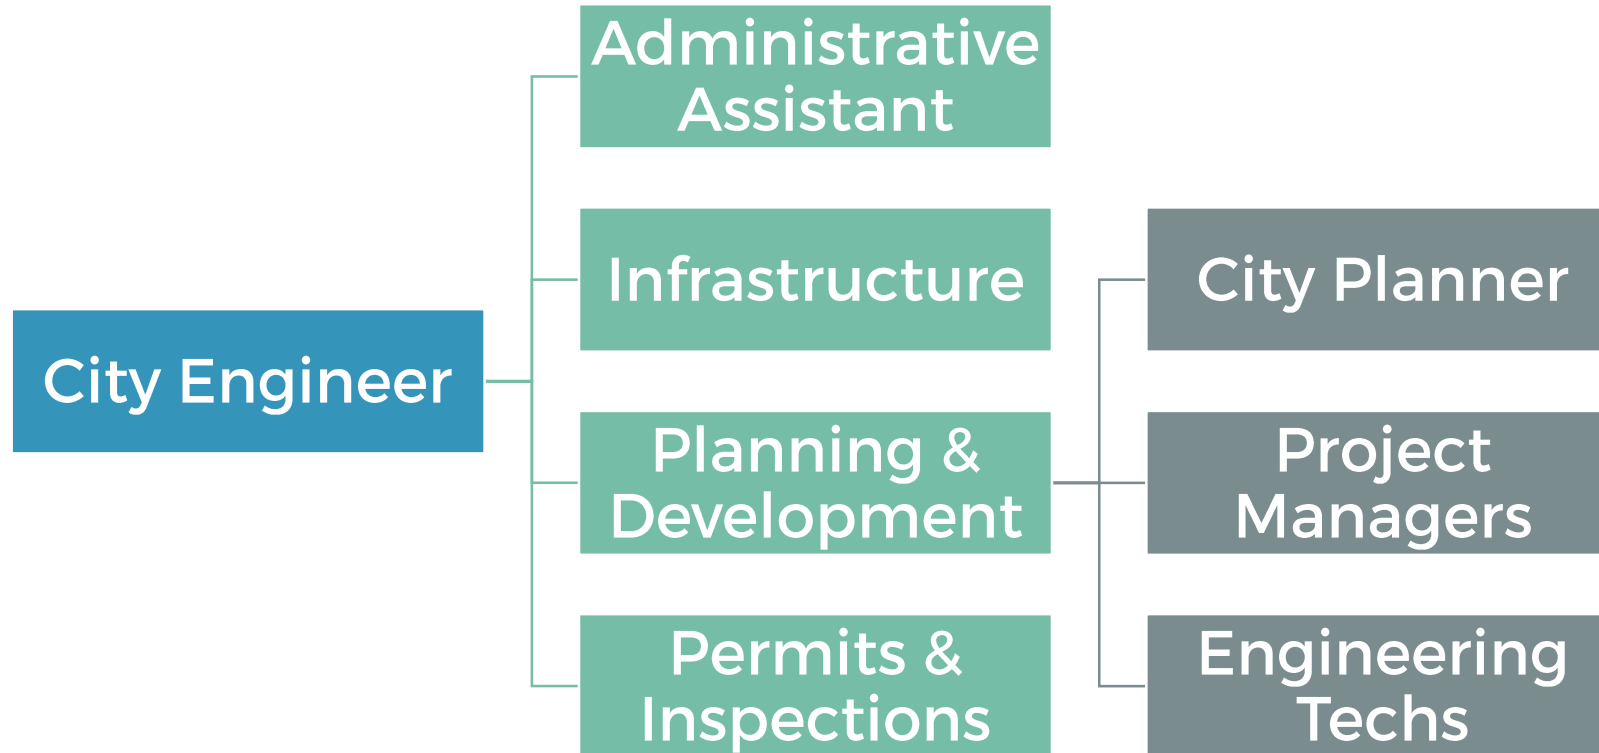 Administrative
Assistant
Infrastructure
City Planner
City Engineer
Planning &
Development
Project
Managers
Permits &
Inspections
Engineering
Techs